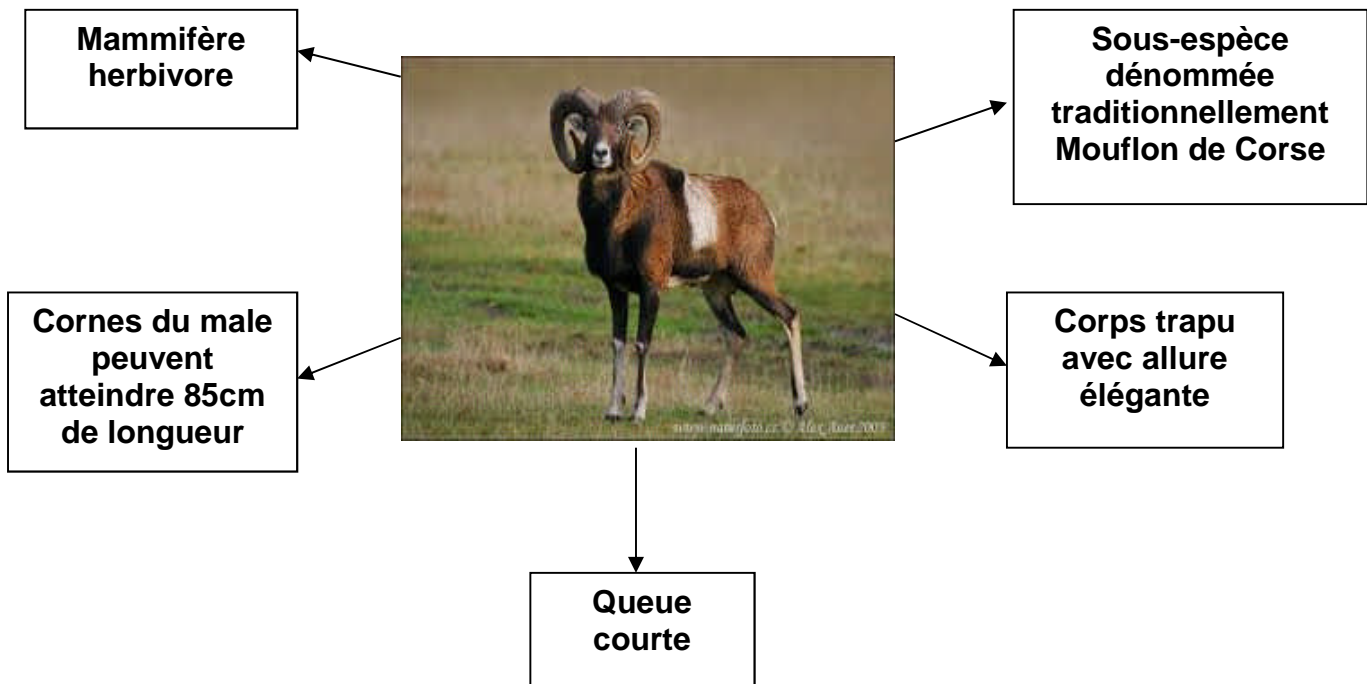 Mammifère
herbivore
Sous-espèce
dénommée
traditionnellement
Mouflon de Corse
Cornes du male
peuvent
atteindre 85cm
de longueur
Corps trapu
avec allure
élégante
Queue
courte